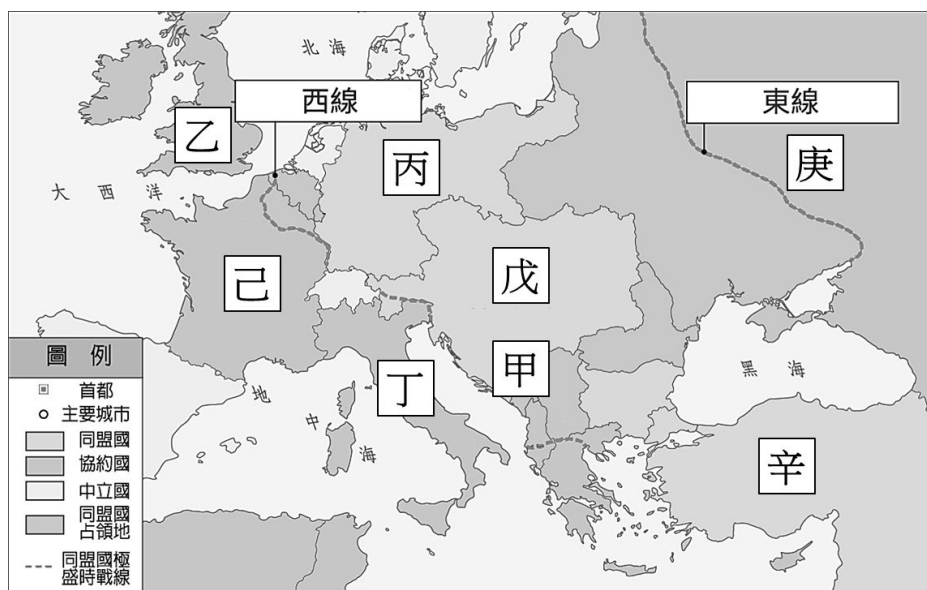 北海
西線
東線
乙
丙
庚
大西洋
己
戊
甲
丁
黑海
地中海
辛
圖例
首都
主要城市
同盟國
協約國
中立國
同盟國
占領地
同盟國極
盛時戰線